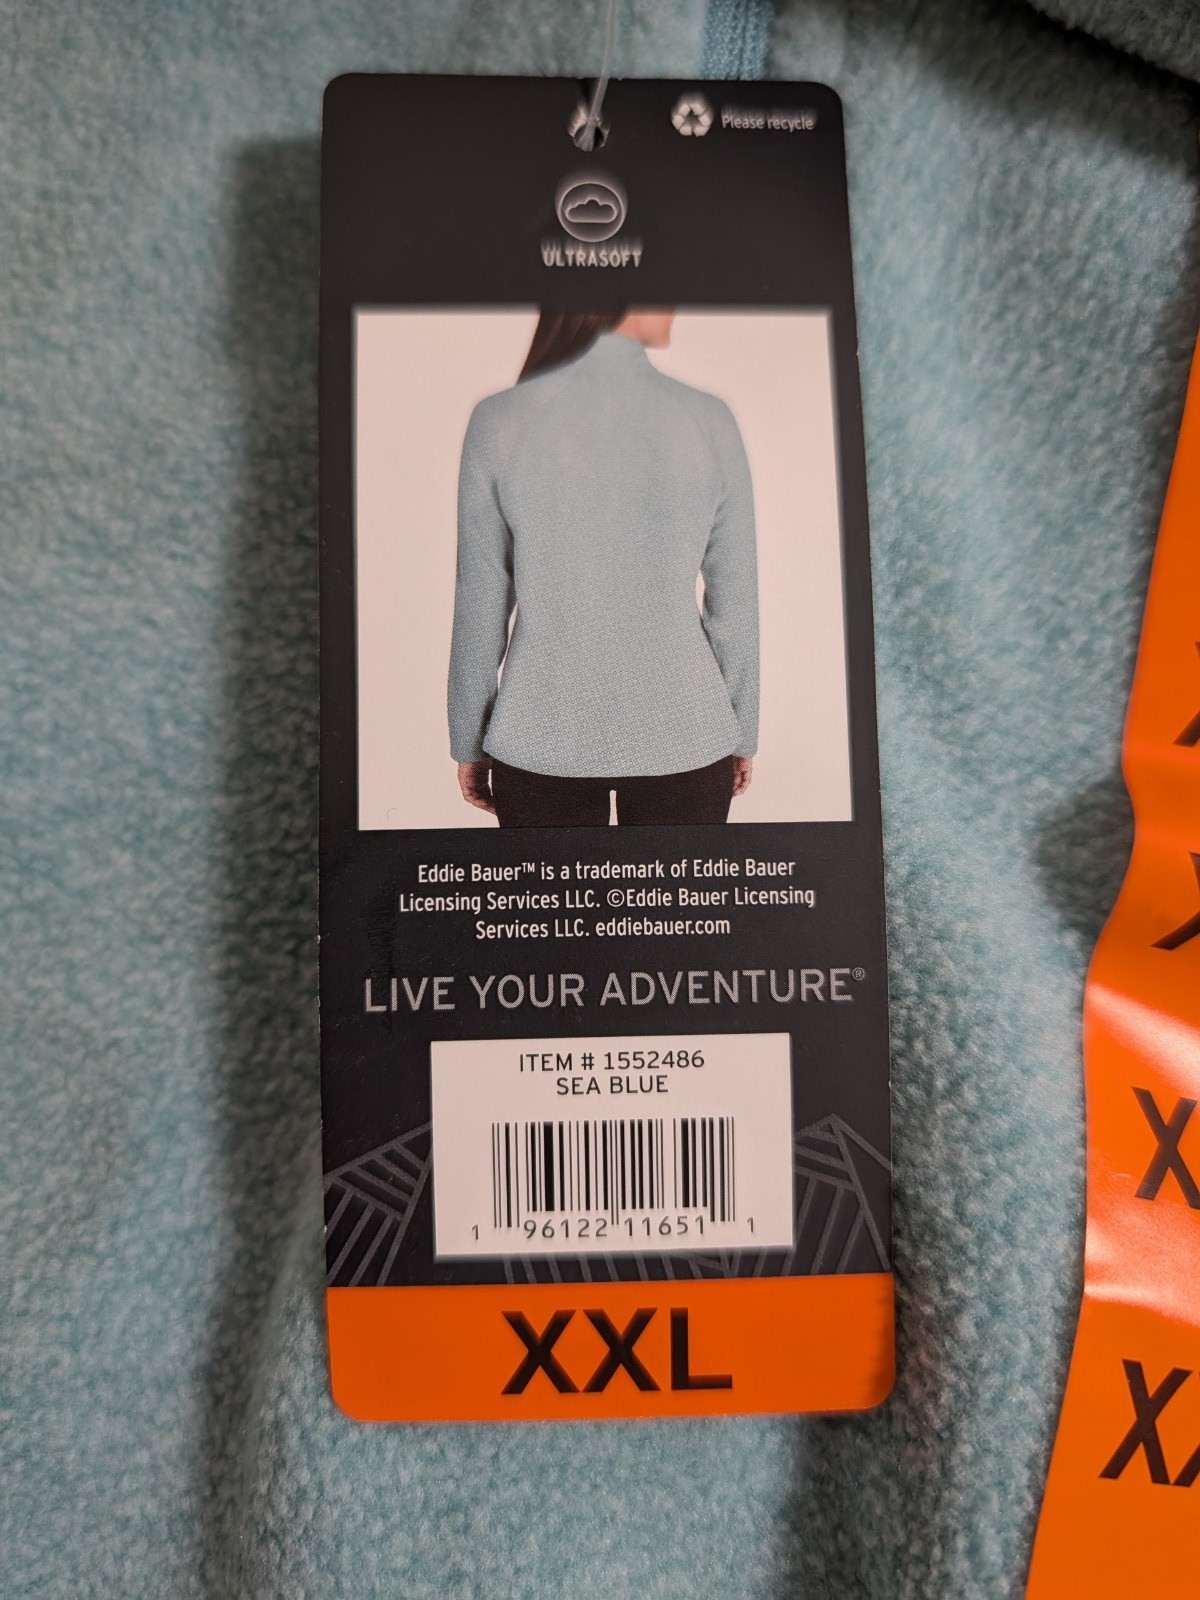 Please recycle
ULTRASOFT
Eddie Bauer™ is a trademark of Eddie Bauer
Licensing Services LLC. ©Eddie Bauer Licensing
Services LLC. eddiebauer.com
LIVE YOUR ADVENTURE®
ITEM # 1552486
SEA BLUE
1 96122 11651 1
XXL